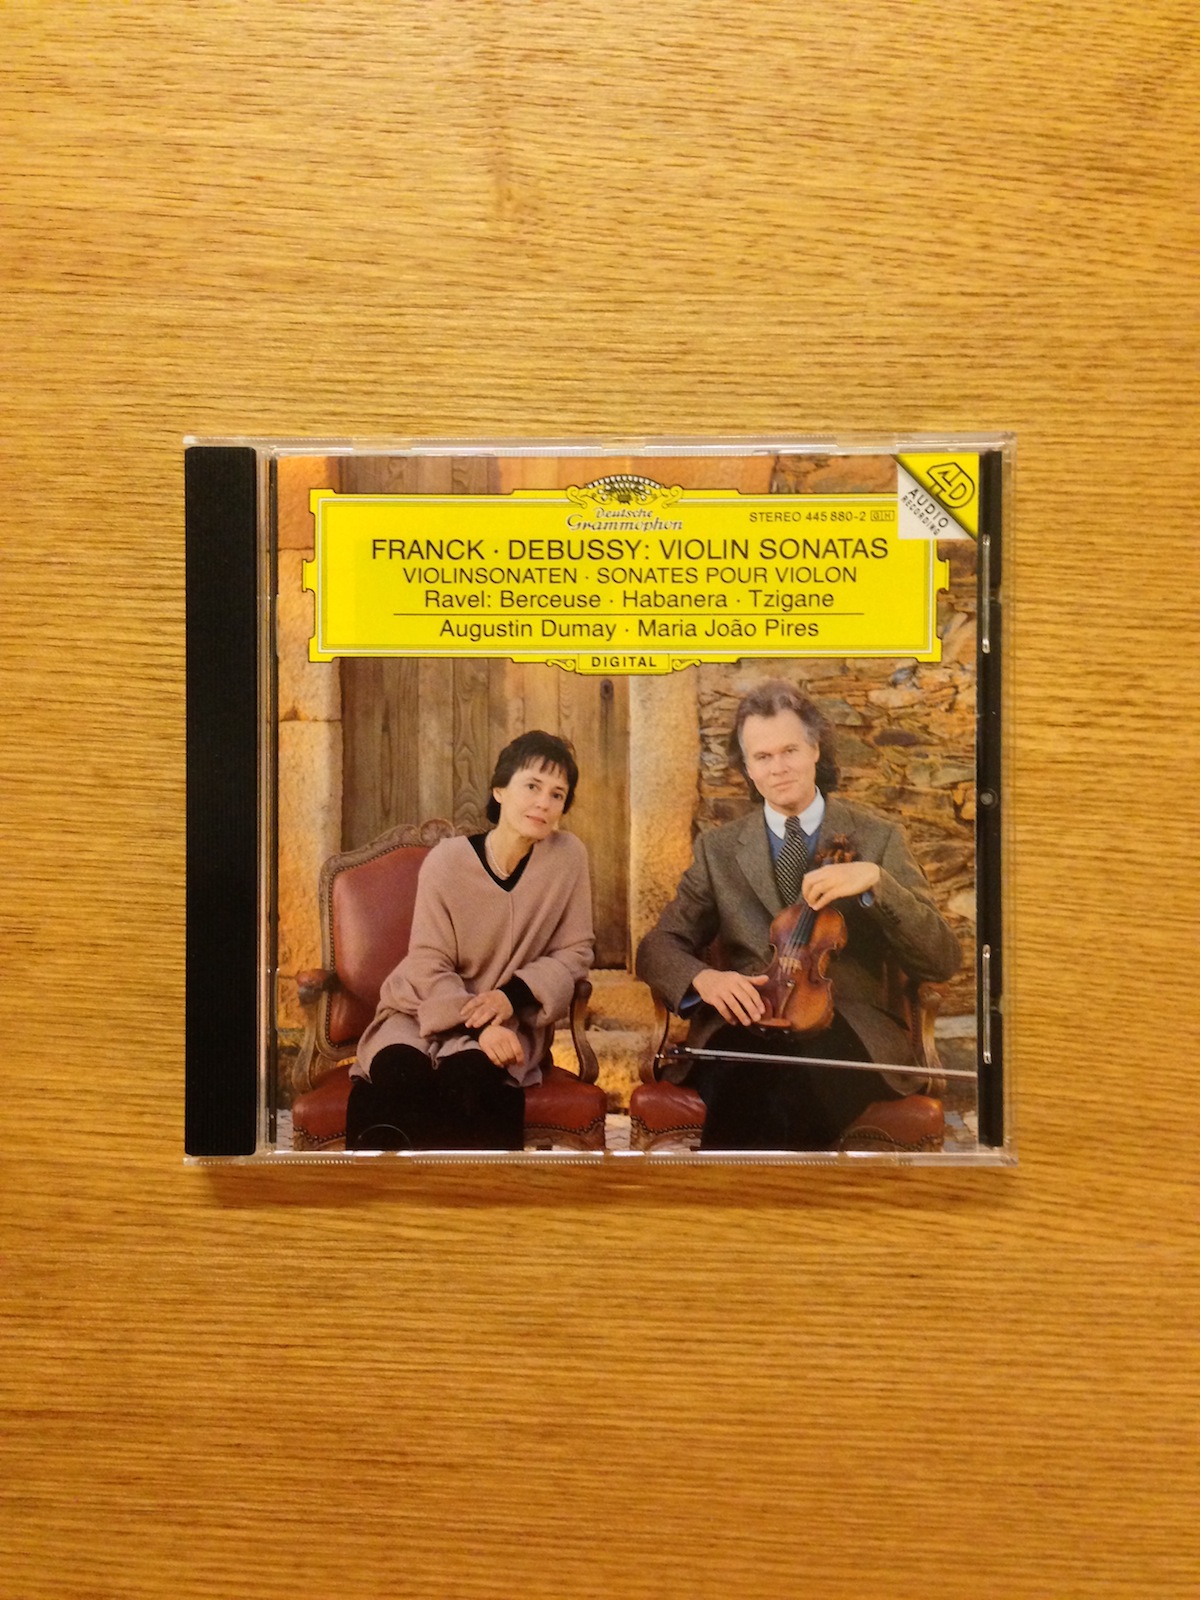 4D
AUDIO
RECORDING
Deutsche
Grammophon
STEREO 445 880-2 GH
FRANCK · DEBUSSY: VIOLIN SONATAS
VIOLINSONATEN · SONATES POUR VIOLON
Ravel: Berceuse · Habanera · Tzigane
Augustin Dumay · Maria João Pires
DIGITAL